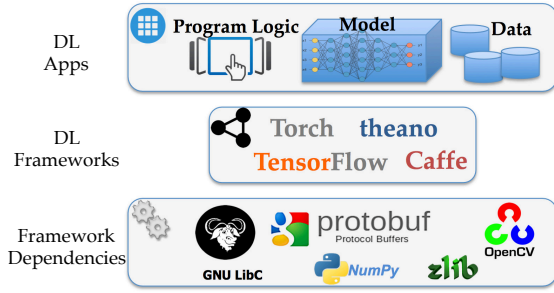 DL
Apps
Program Logic
Model
Data
DL
Frameworks
Torch theano
TensorFlow Caffe
Framework
Dependencies
GNU LibC
protobuf
Protocol Buffers
OpenCV
NumPy
zlib